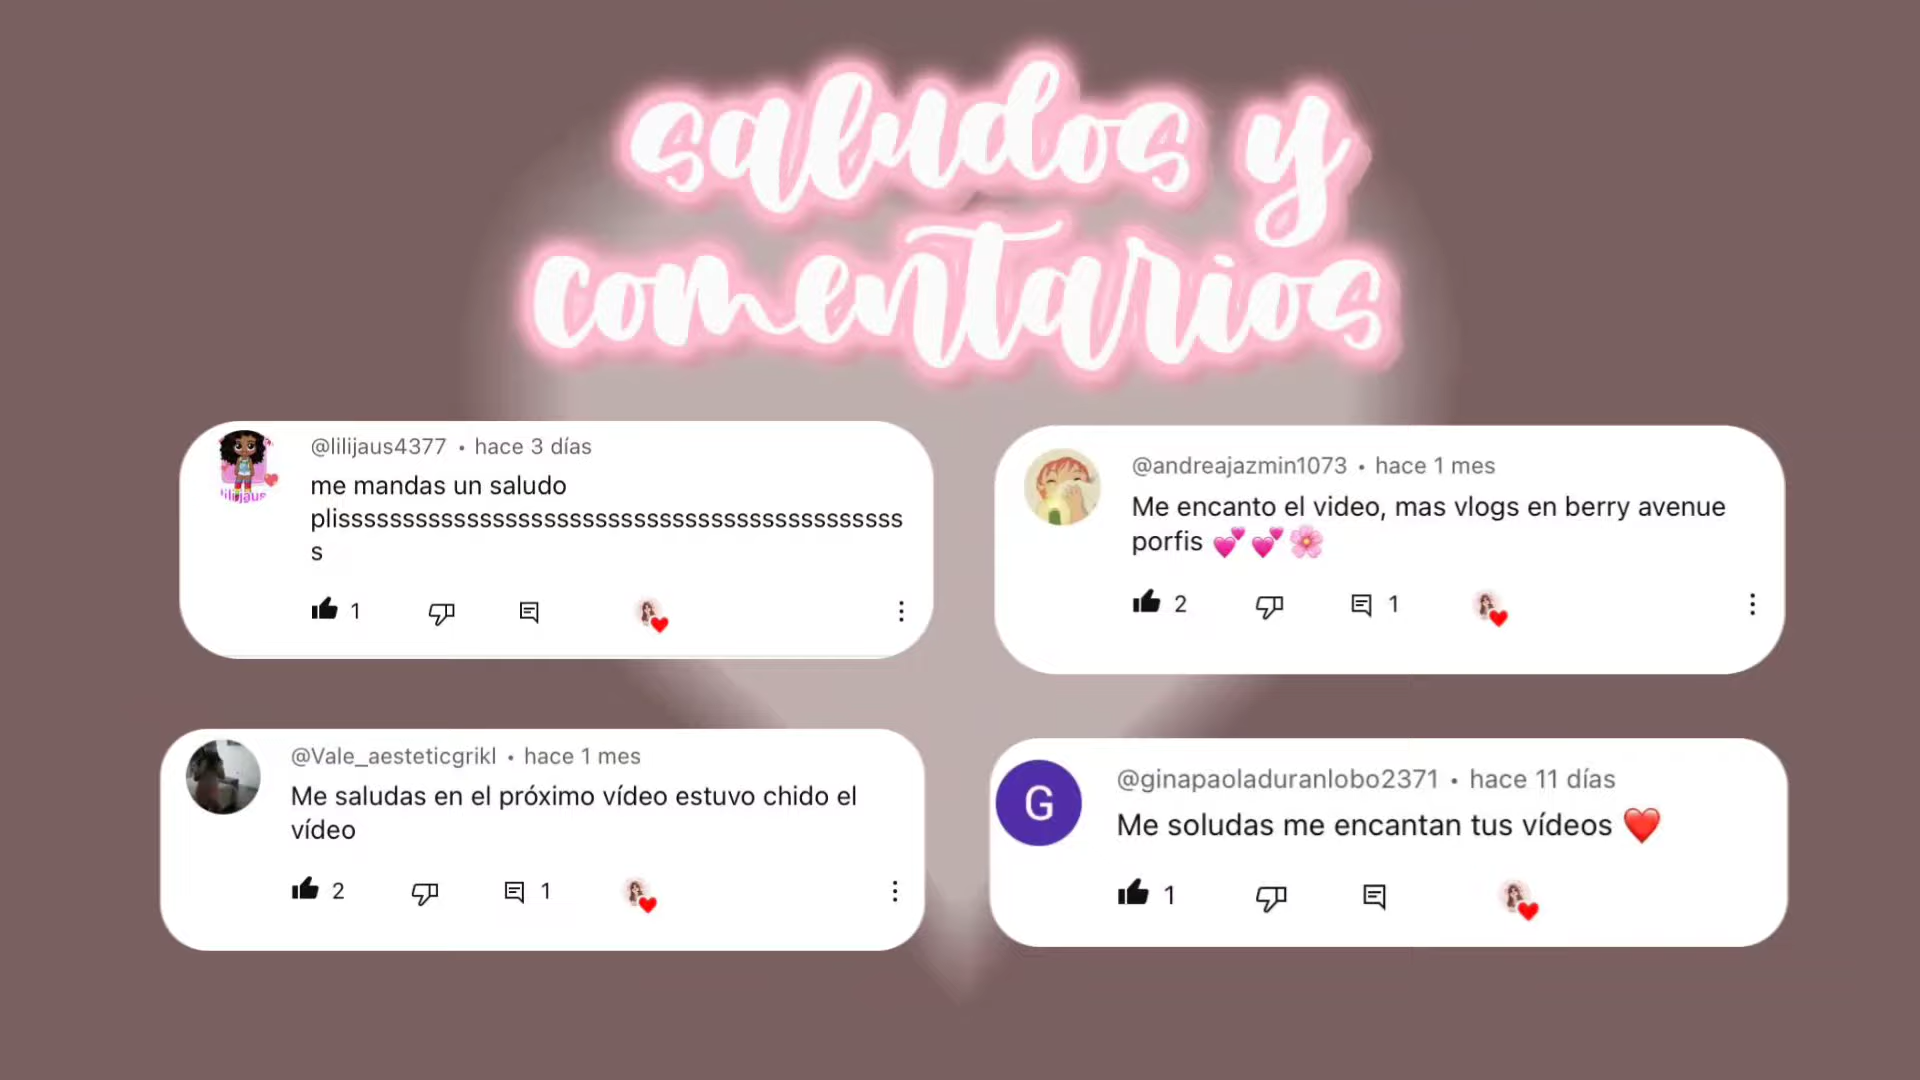 saludos y
comentarios
@lilijaus4377 • hace 3 días
me mandas un saludo
plisssssssssssssssssssssssssssssssssssssssssssss
s
1
@andreajazmin1073 • hace 1 mes
Me encanto el video, mas vlogs en berry avenue
porfis 💕 💕 🌸
2 1
@Vale_aesteticgrikl • hace 1 mes
Me saludas en el próximo vídeo estuvo chido el
vídeo
2 1
G
@ginapaoladuranlobo2371 • hace 11 días
Me soludas me encantan tus vídeos ❤️
1